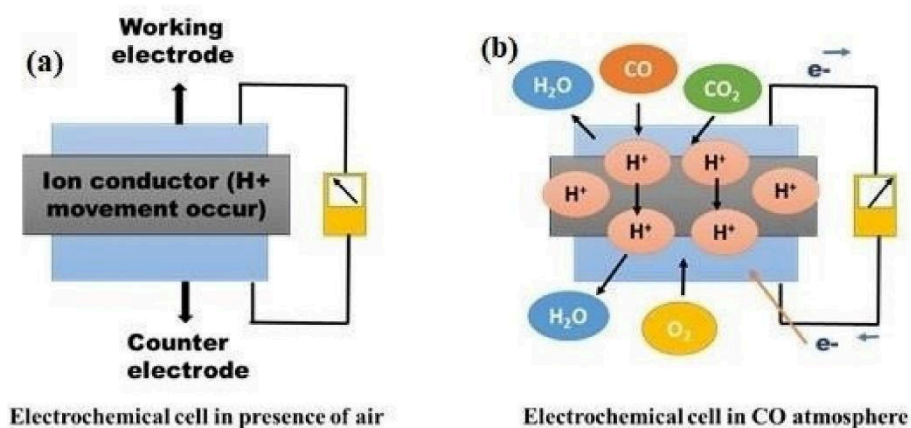 (a)
Working
electrode
Ion conductor (H+
movement occur)
Counter
electrode
Electrochemical cell in presence of air
(b)
H₂O
CO
CO₂
e-
H⁺
H⁺
H⁺
H⁺
H⁺
H⁺
H₂O
O₂
e-
Electrochemical cell in CO atmosphere